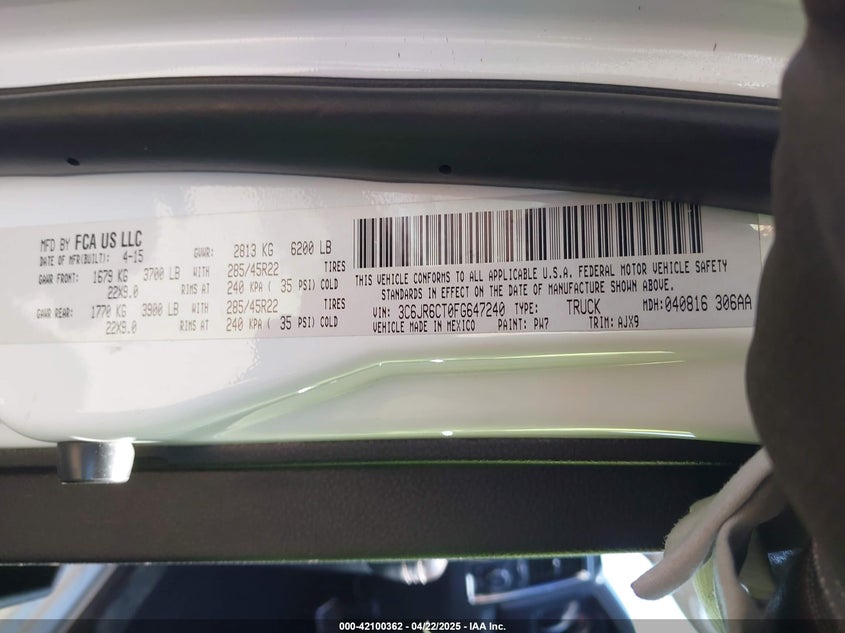 MFD BY FCA US LLC
DATE OF MFR(BUILT): 4-15 GVWR: 2813 KG 6200 LB
GAWR FRONT: 1679 KG 3700 LB WITH 285/45R22 TIRES
22X9.0 RIMS AT 240 KPA ( 35 PSI) COLD
GAWR REAR: 1770 KG 3900 LB WITH 285/45R22 TIRES
22X9.0 RIMS AT 240 KPA ( 35 PSI) COLD
THIS VEHICLE CONFORMS TO ALL APPLICABLE U.S.A. FEDERAL MOTOR VEHICLE SAFETY
STANDARDS IN EFFECT ON THE DATE OF MANUFACTURE SHOWN ABOVE.
VIN: 3C6JR6CT0FG647240 TYPE: TRUCK MDH: 040816 306AA
VEHICLE MADE IN MEXICO PAINT: PW7 TRIM: AJX9
000-42100362 - 04/22/2025 - IAA Inc.